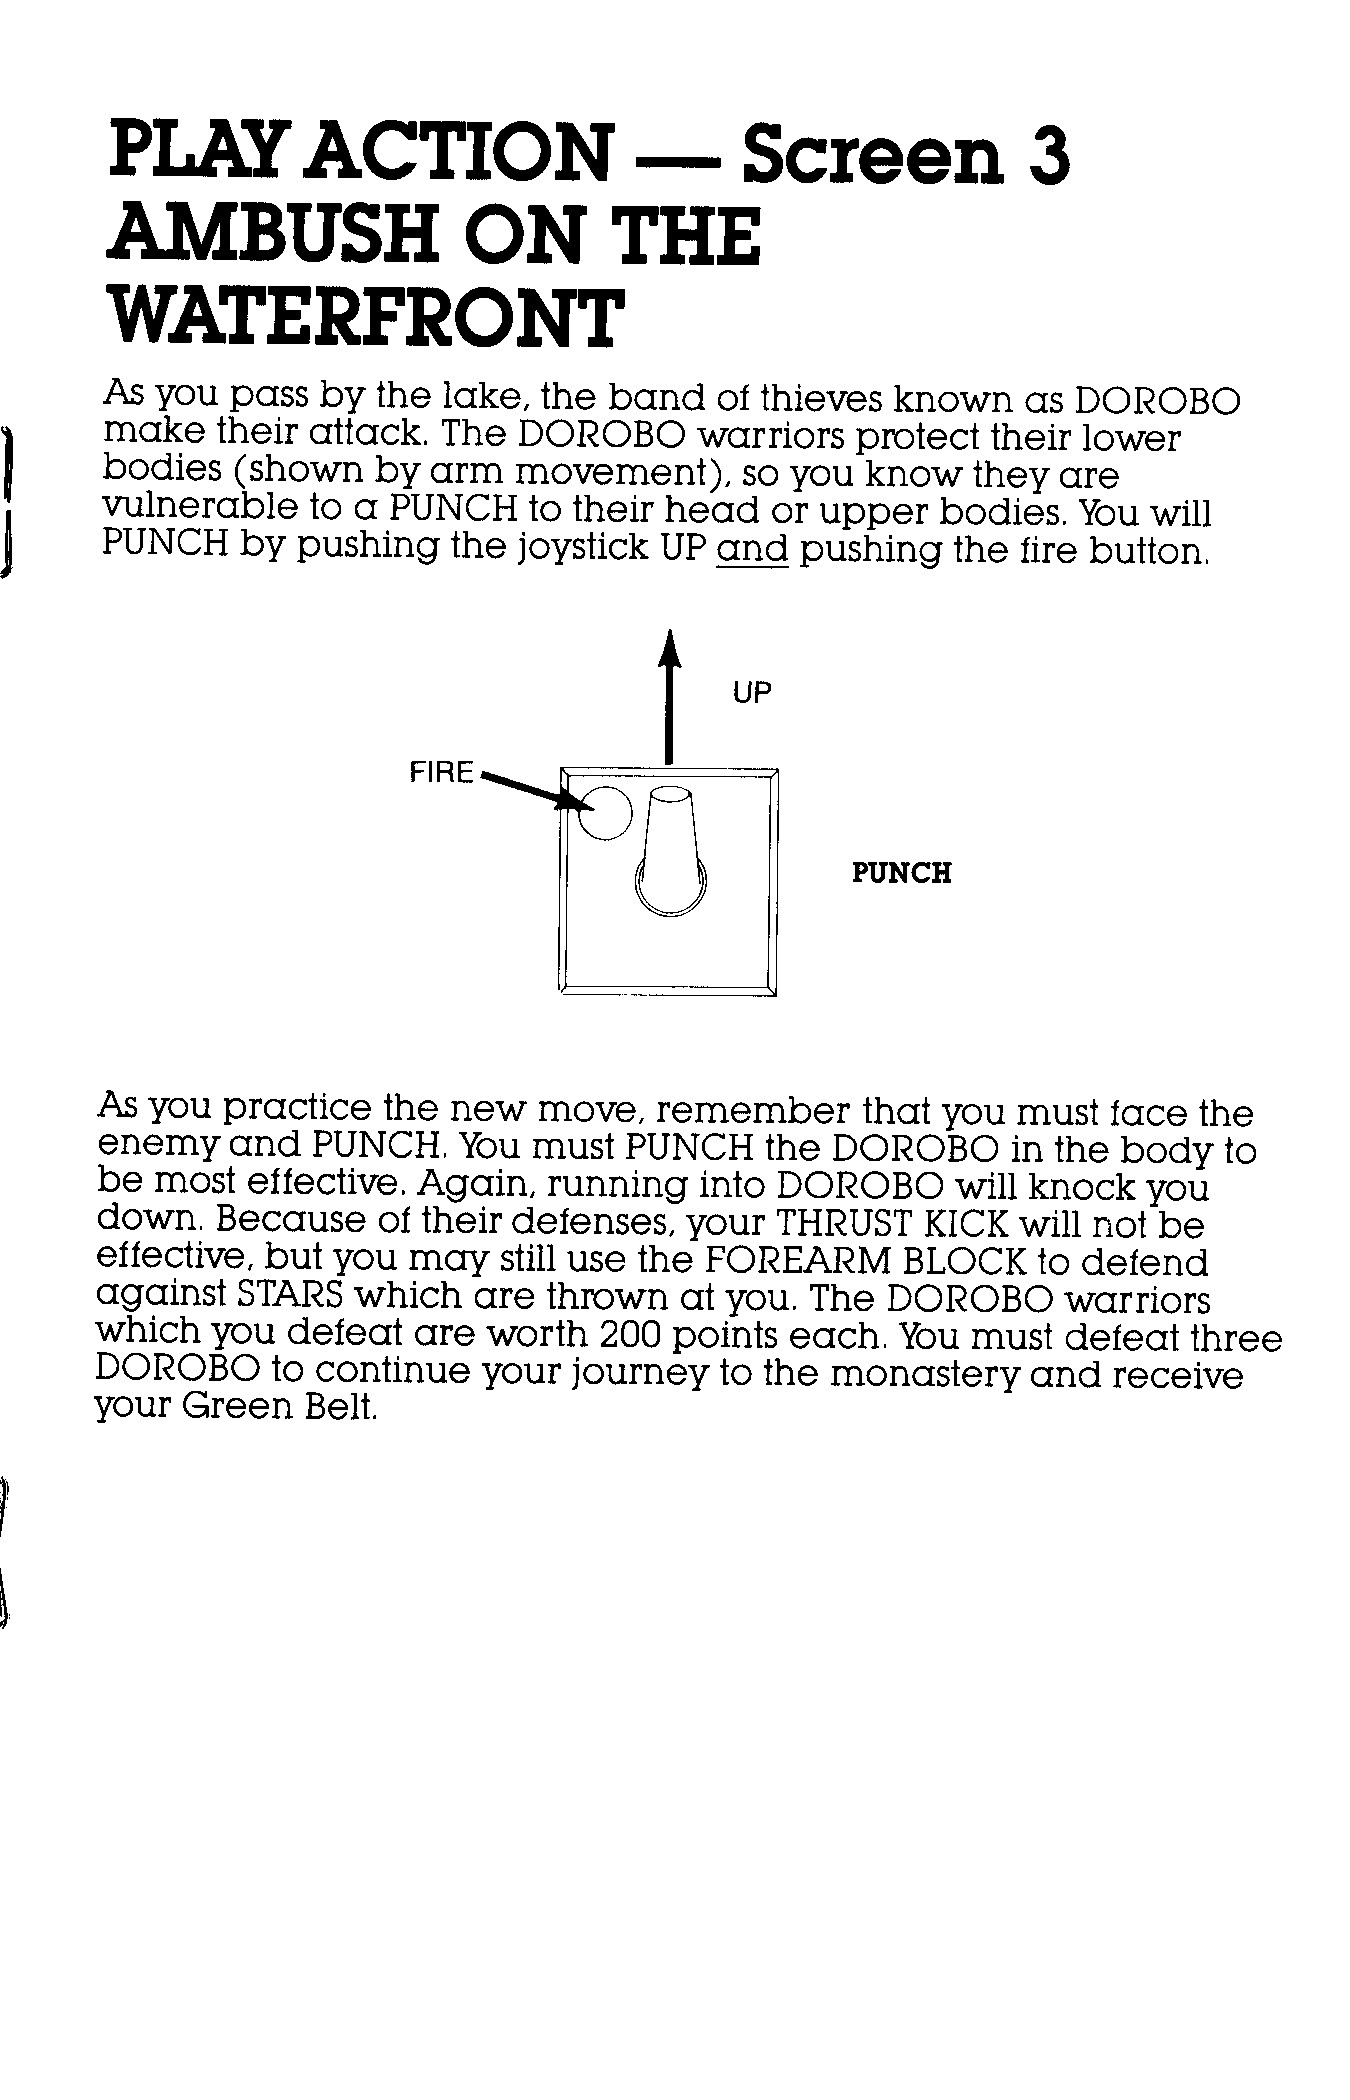 PLAY ACTION — Screen 3
AMBUSH ON THE
WATERFRONT
As you pass by the lake, the band of thieves known as DOROBO
make their attack. The DOROBO warriors protect their lower
bodies (shown by arm movement), so you know they are
vulnerable to a PUNCH to their head or upper bodies. You will
PUNCH by pushing the joystick UP and pushing the fire button.
UP
FIRE
PUNCH
As you practice the new move, remember that you must face the
enemy and PUNCH. You must PUNCH the DOROBO in the body to
be most effective. Again, running into DOROBO will knock you
down. Because of their defenses, your THRUST KICK will not be
effective, but you may still use the FOREARM BLOCK to defend
against STARS which are thrown at you. The DOROBO warriors
which you defeat are worth 200 points each. You must defeat three
DOROBO to continue your journey to the monastery and receive
your Green Belt.